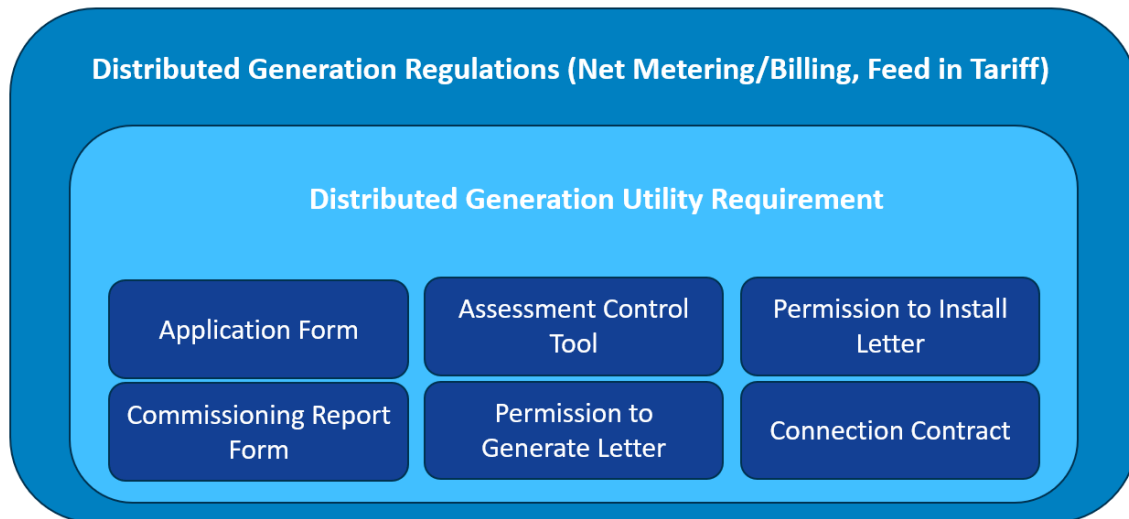 Distributed Generation Regulations (Net Metering/Billing, Feed in Tariff)
Distributed Generation Utility Requirement
Application Form
Assessment Control
Tool
Permission to Install
Letter
Commissioning Report
Form
Permission to
Generate Letter
Connection Contract